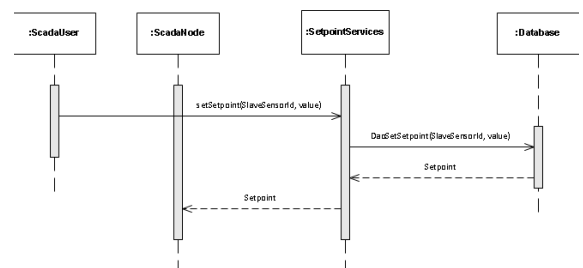 :ScadaUser
:ScadaNode
:SetpointServices
:Database
setSetpoint(SlaveSensorId, value)
DaoSetSetpoint(SlaveSensorId, value)
Setpoint
Setpoint